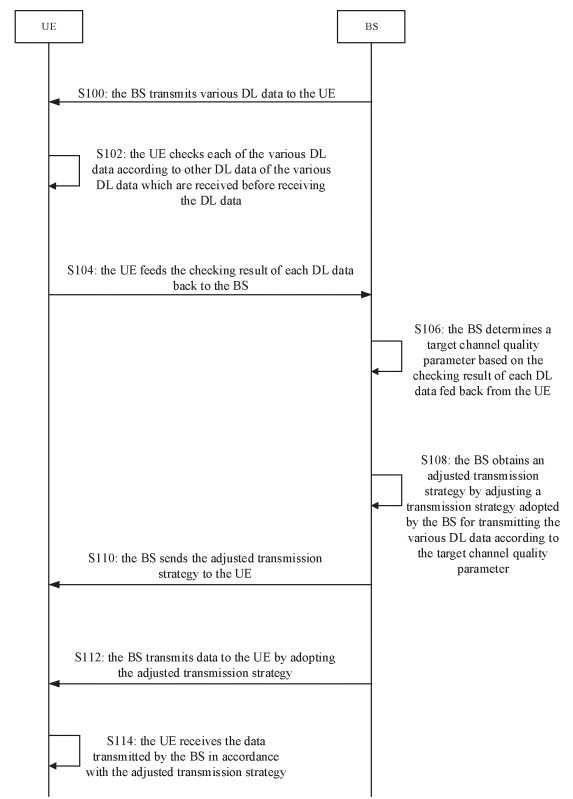 UE
BS
S100: the BS transmits various DL data to the UE
S102: the UE checks each of the various DL
data according to other DL data of the various
DL data which are received before receiving
the DL data
S104: the UE feeds the checking result of each DL data
back to the BS
S106: the BS determines a
target channel quality
parameter based on the
checking result of each DL
data fed back from the UE
S108: the BS obtains an
adjusted transmission
strategy by adjusting a
transmission strategy adopted
by the BS for transmitting the
various DL data according to
the target channel quality
parameter
S110: the BS sends the adjusted transmission
strategy to the UE
S112: the BS transmits data to the UE by adopting
the adjusted transmission strategy
S114: the UE receives the data
transmitted by the BS in accordance
with the adjusted transmission strategy